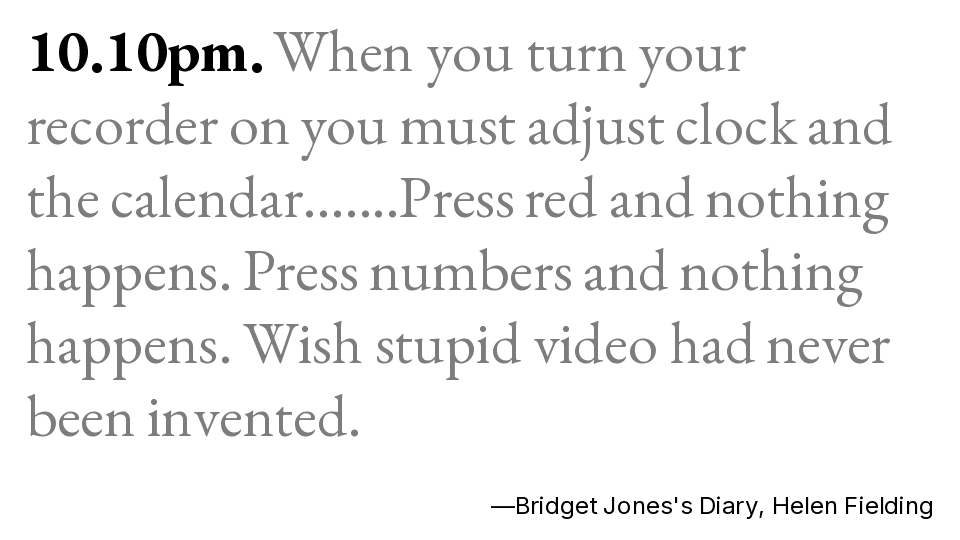 10.10pm. When you turn your
recorder on you must adjust clock and
the calendar.......Press red and nothing
happens. Press numbers and nothing
happens. Wish stupid video had never
been invented.
—Bridget Jones's Diary, Helen Fielding